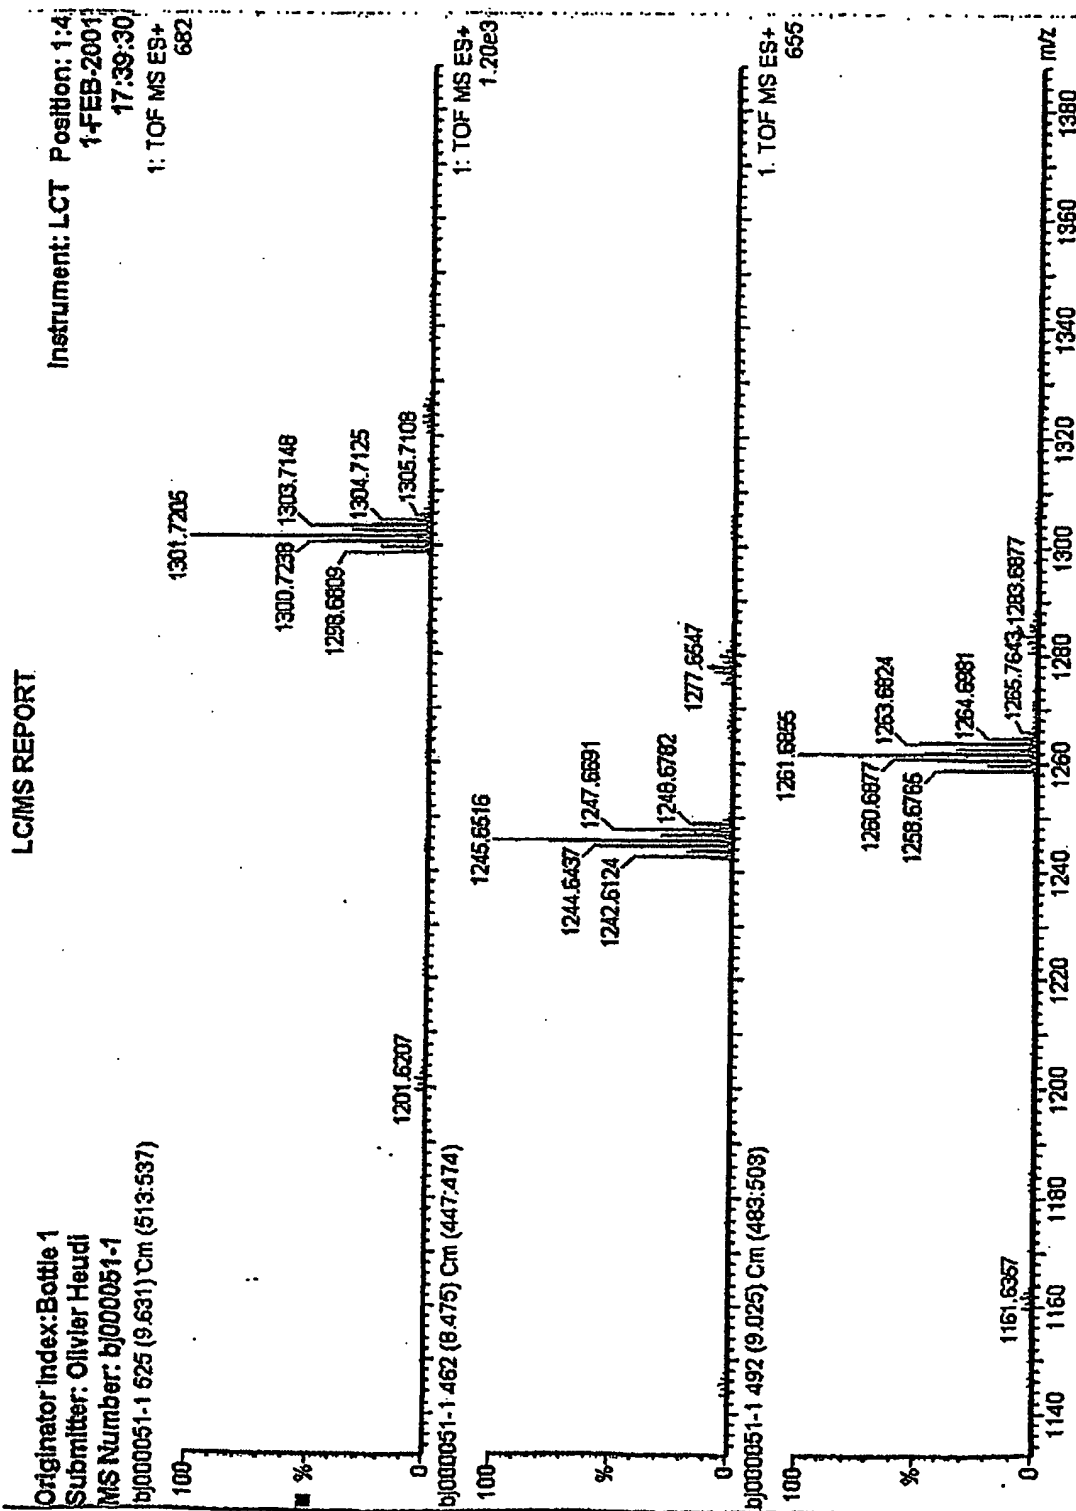 LC/MS REPORT
Originator Index:Bottle 1
Submitter: Olivier Heudi
MS Number: bj000051-1
Instrument: LCT Position: 1:4
1-FEB-2001
17:39:30
bj000051-1 525 (9.631) Cm (513:537)
1: TOF MS ES+
682
100
%
0
1201.6207
1298.6809
1300.7238
1301.7205
1303.7148
1304.7125
1305.7108
bj000051-1 462 (8.475) Cm (447:474)
1: TOF MS ES+
1.20e3
100
%
0
1242.6124
1244.6437
1245.6516
1247.6691
1248.6782
1277.6547
bj000051-1 492 (9.025) Cm (483:503)
1: TOF MS ES+
655
100
%
0
1161.6357
1258.6765
1260.6877
1261.6855
1263.6824
1264.6981
1265.7643
1283.6877
1140 1160 1180 1200 1220 1240 1260 1280 1300 1320 1340 1360 1380 m/z